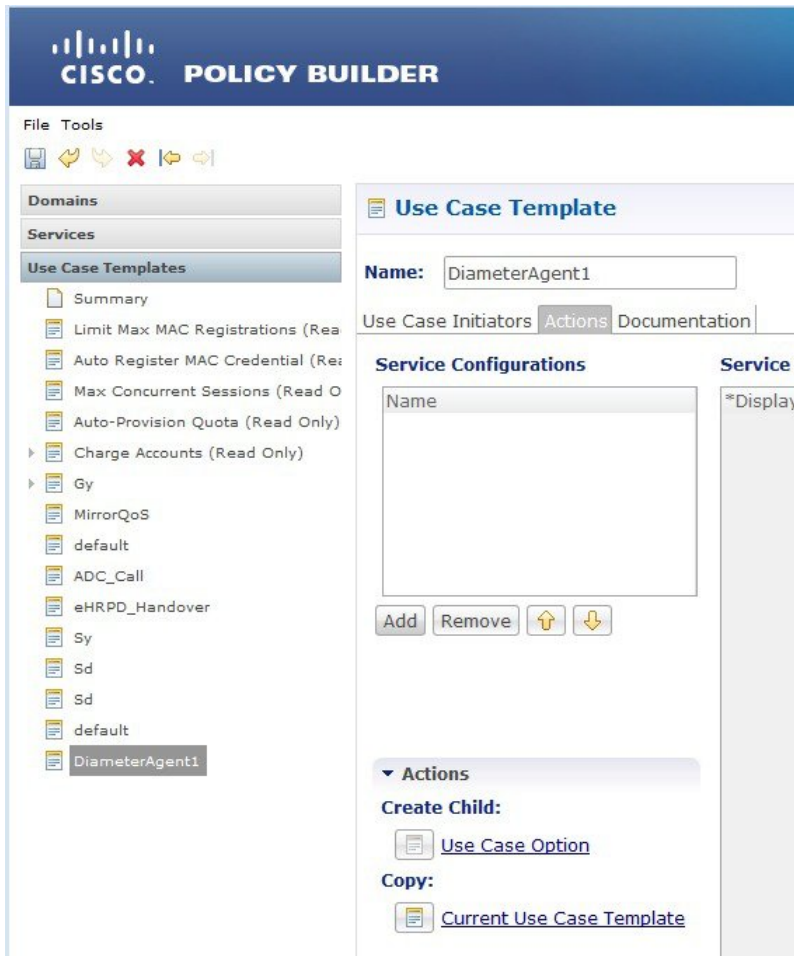 CISCO. POLICY BUILDER
File Tools
Domains
Services
Use Case Templates
Summary
Limit Max MAC Registrations (Rea
Auto Register MAC Credential (Rea
Max Concurrent Sessions (Read O
Auto-Provision Quota (Read Only)
Charge Accounts (Read Only)
Gy
MirrorQoS
default
ADC_Call
eHRPD_Handover
Sy
Sd
Sd
default
DiameterAgent1
Use Case Template
Name: DiameterAgent1
Use Case Initiators Actions Documentation
Service Configurations
Name
Add Remove
Service
*Display
Actions
Create Child:
Use Case Option
Copy:
Current Use Case Template